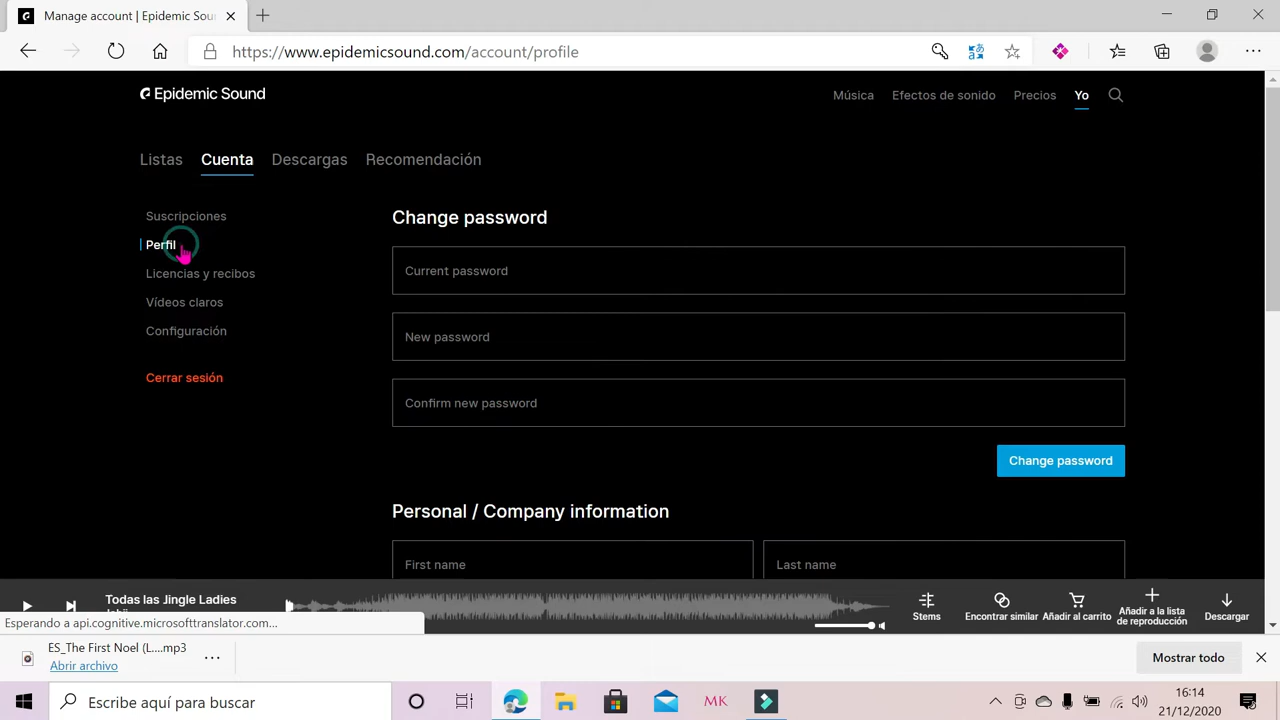 Manage account | Epidemic Sou
https://www.epidemicsound.com/account/profile
Epidemic Sound
Música
Efectos de sonido
Precios
Yo
Listas
Cuenta
Descargas
Recomendación
Suscripciones
Perfil
Licencias y recibos
Vídeos claros
Configuración
Cerrar sesión
Change password
Current password
New password
Confirm new password
Change password
Personal / Company information
First name
Last name
Todas las Jingle Ladies
Stems
Encontrar similar
Añadir al carrito
Añadir a la lista
de reproducción
Descargar
Esperando a api.cognitive.microsofttranslator.com...
ES_The First Noel (L....mp3
Abrir archivo
Mostrar todo
Escribe aquí para buscar
MK
16:14
21/12/2020